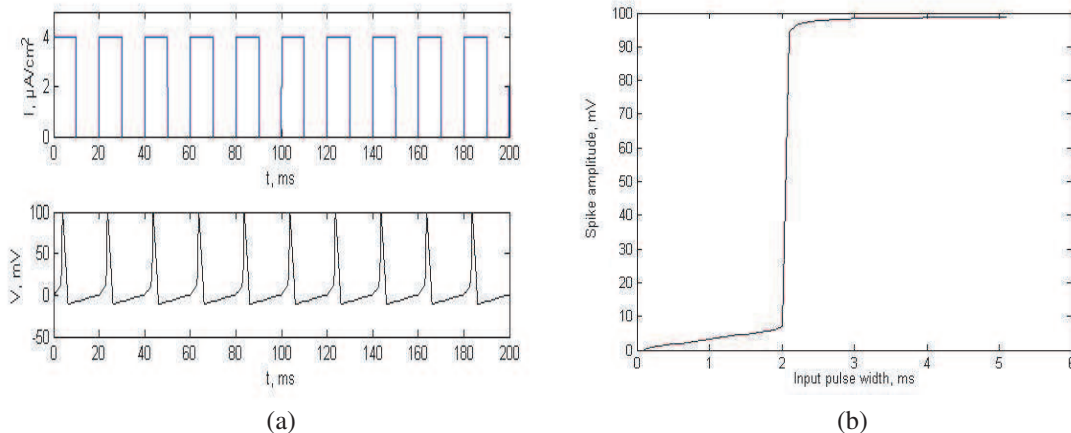 I, µA/cm2
4
2
0
0 20 40 60 80 100 120 140 160 180 200
t, ms
V, mV
100
50
0
-50
0 20 40 60 80 100 120 140 160 180 200
t, ms
(a)
Spike amplitude, mV
100
90
80
70
60
50
40
30
20
10
0
0 1 2 3 4 5 6
Input pulse width, ms
(b)